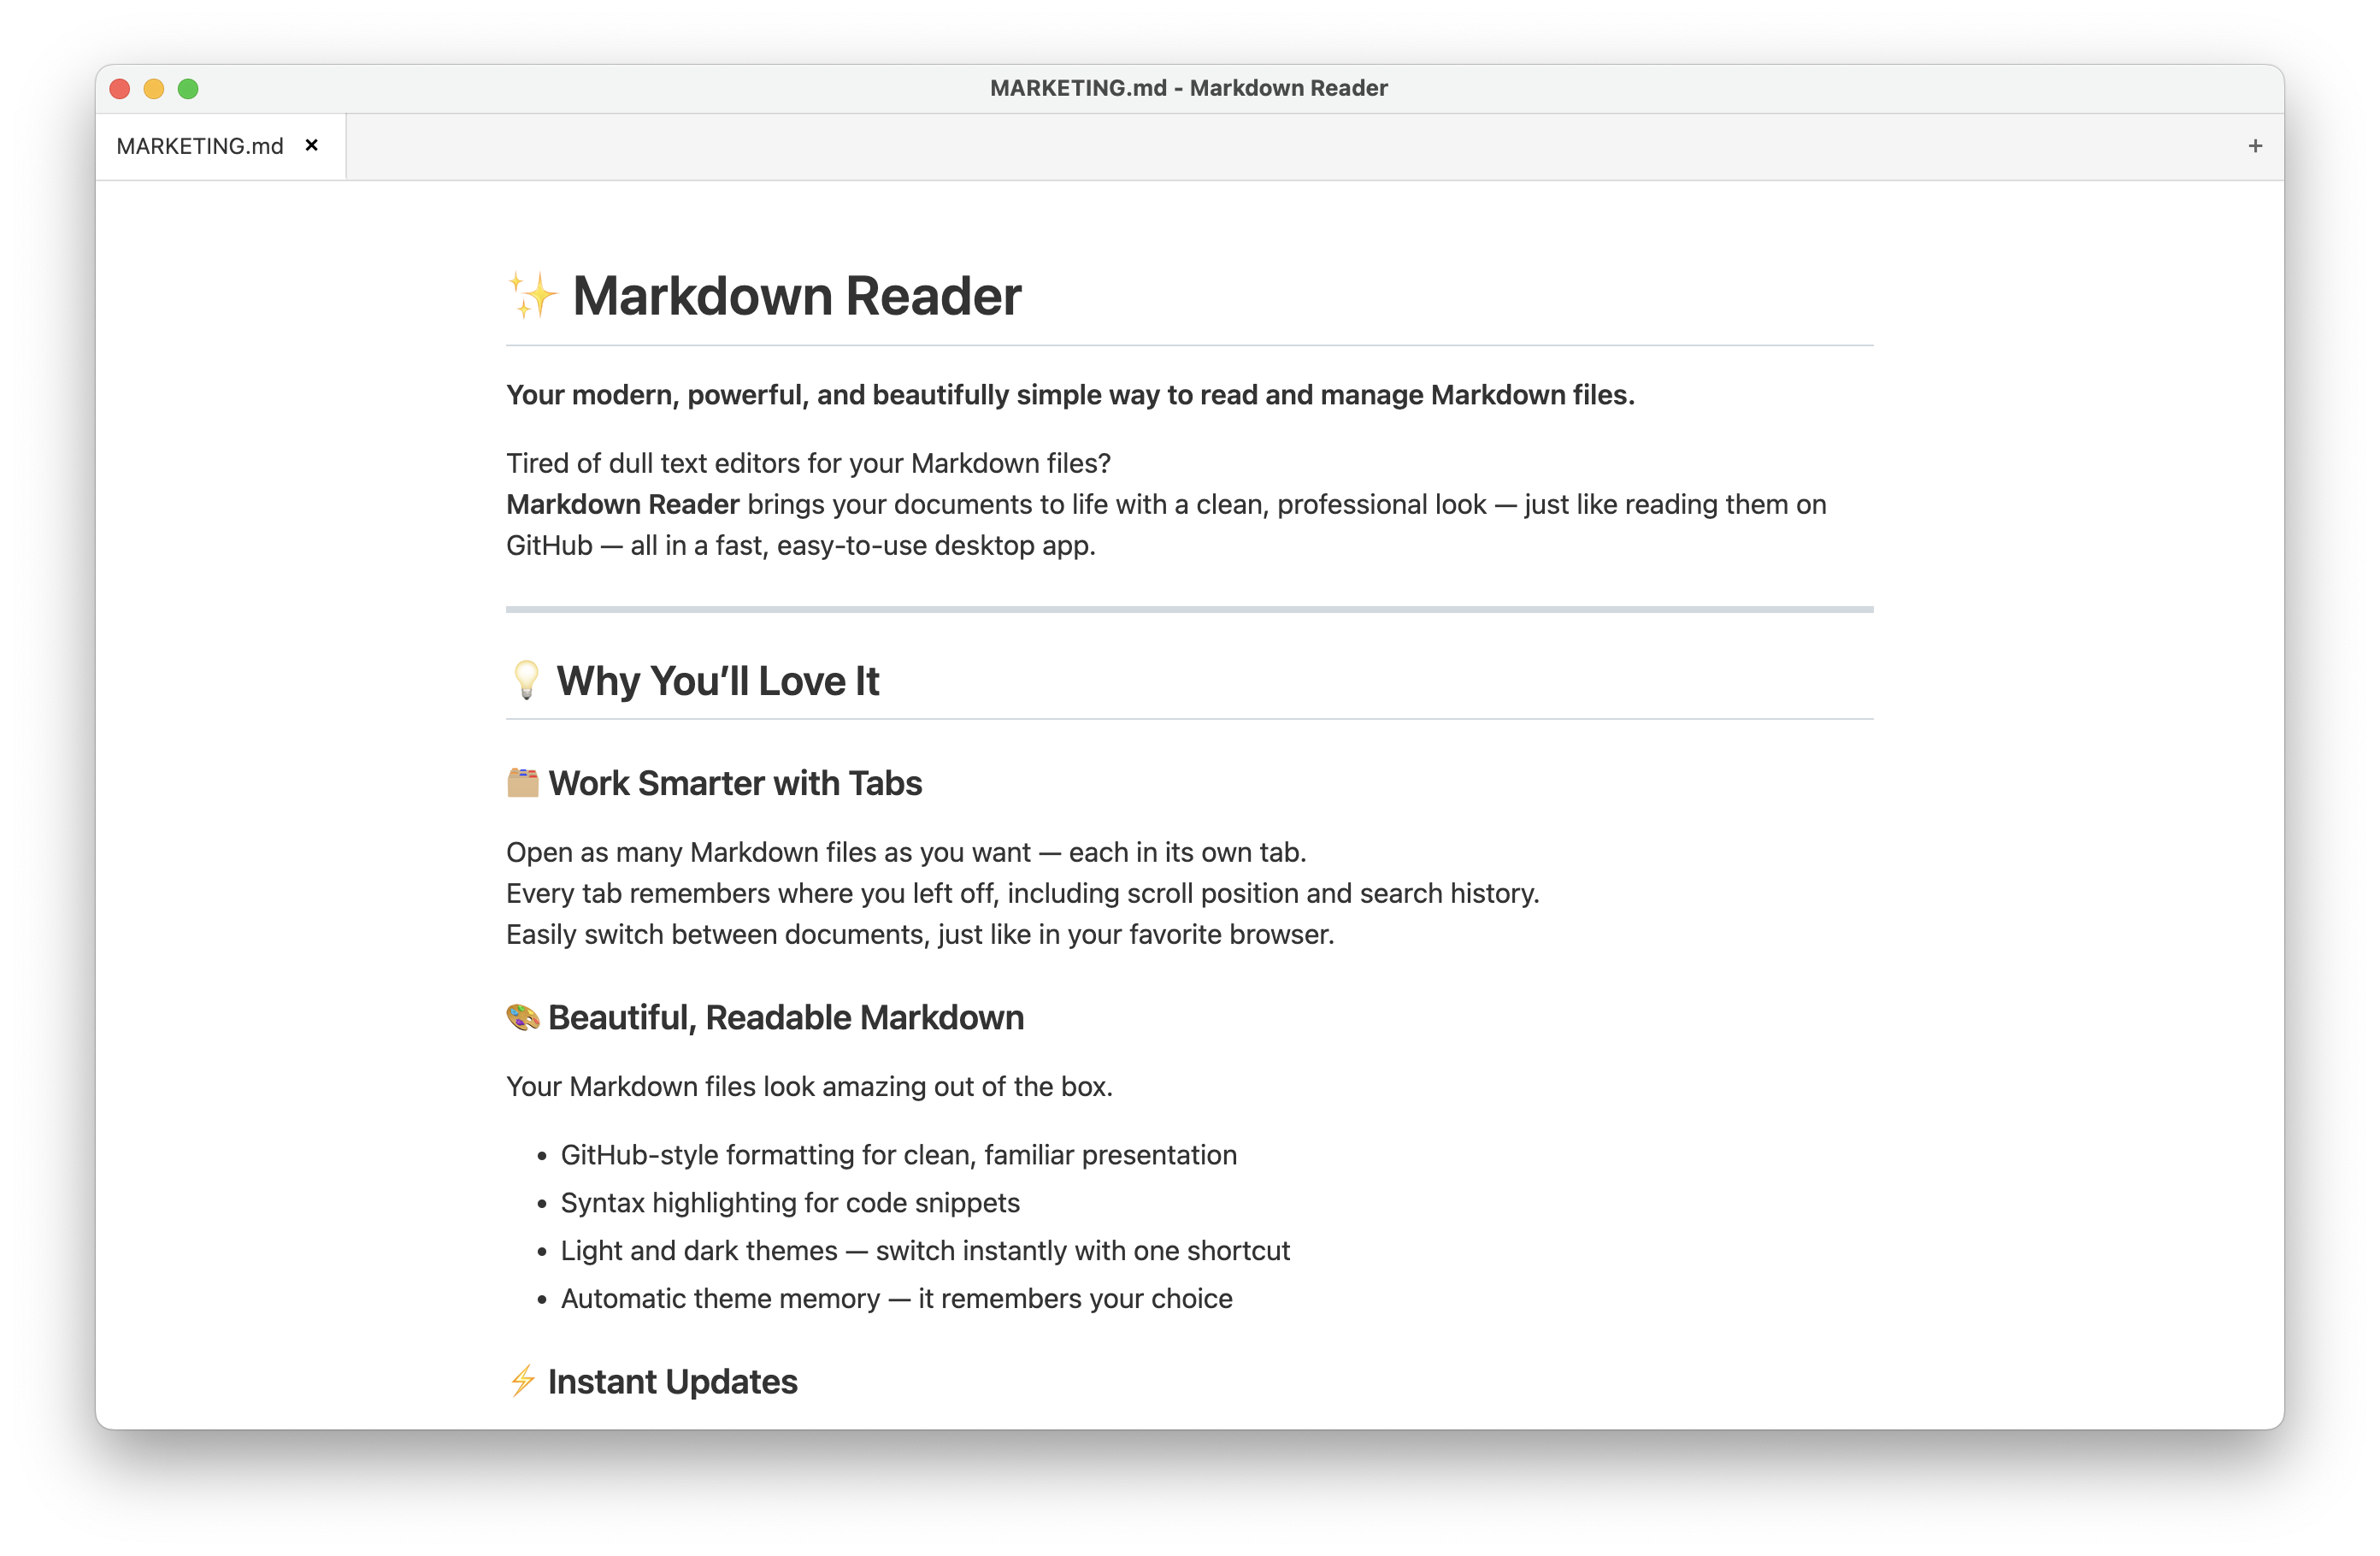 MARKETING.md - Markdown Reader
MARKETING.md ×
+
✨ Markdown Reader
Your modern, powerful, and beautifully simple way to read and manage Markdown files.
Tired of dull text editors for your Markdown files?
Markdown Reader brings your documents to life with a clean, professional look — just like reading them on
GitHub — all in a fast, easy-to-use desktop app.
💡 Why You’ll Love It
🗂️ Work Smarter with Tabs
Open as many Markdown files as you want — each in its own tab.
Every tab remembers where you left off, including scroll position and search history.
Easily switch between documents, just like in your favorite browser.
🎨 Beautiful, Readable Markdown
Your Markdown files look amazing out of the box.
• GitHub-style formatting for clean, familiar presentation
• Syntax highlighting for code snippets
• Light and dark themes — switch instantly with one shortcut
• Automatic theme memory — it remembers your choice
⚡ Instant Updates